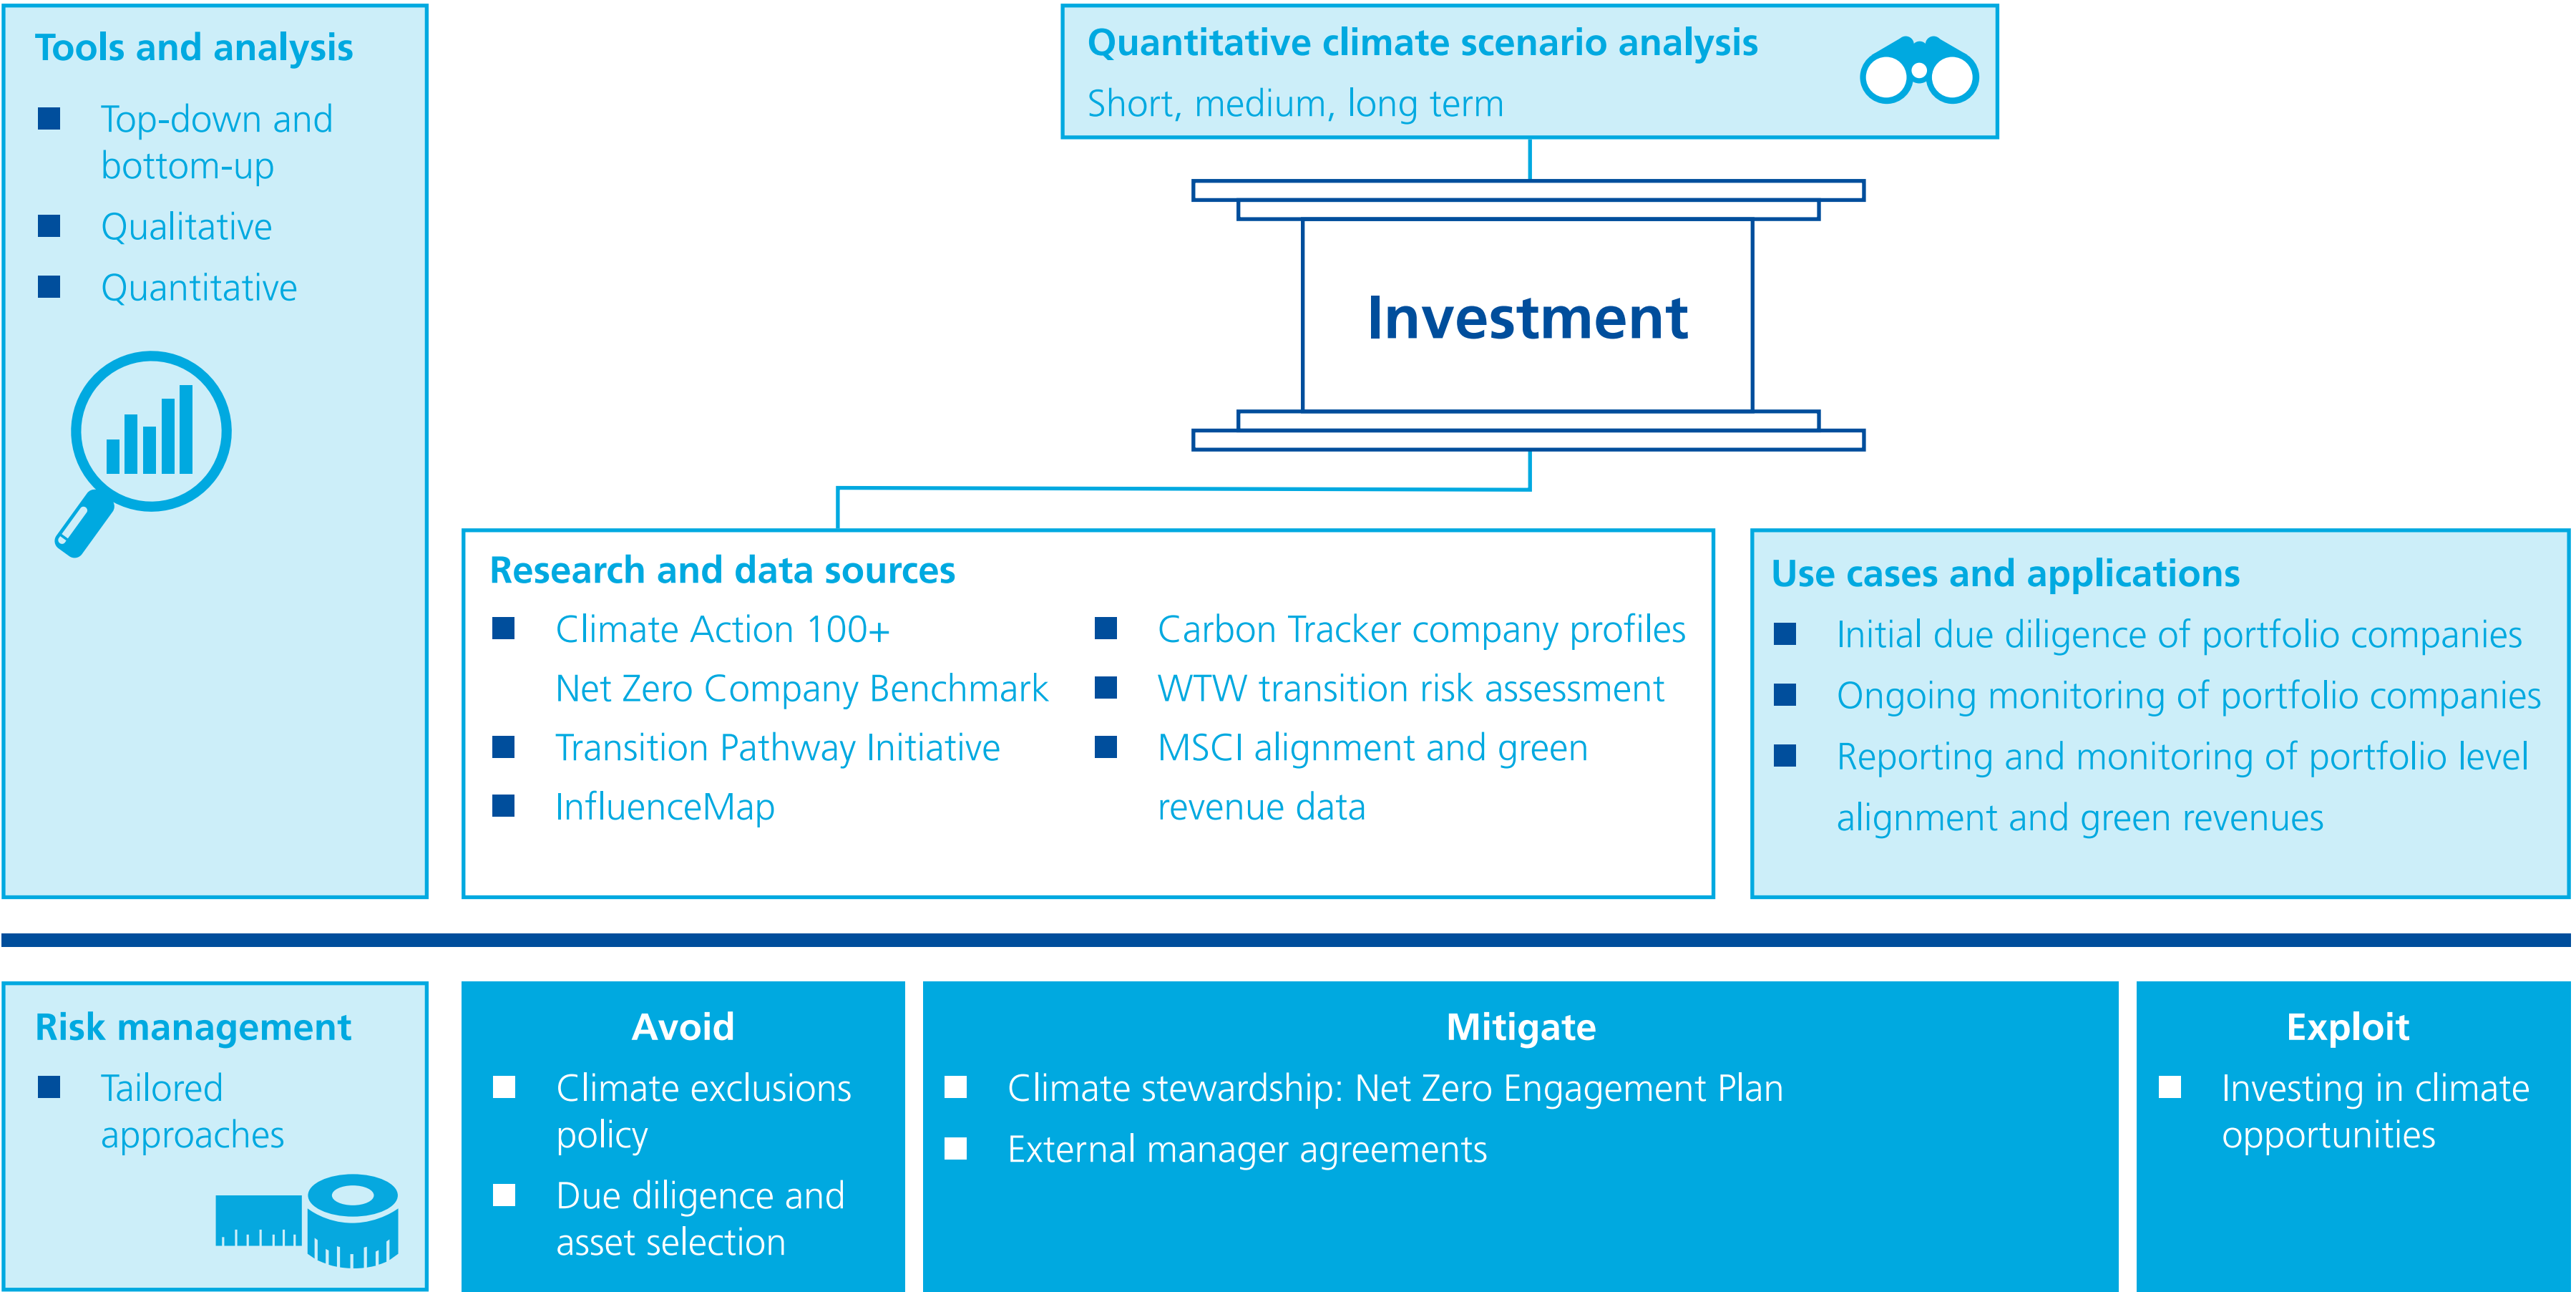 Tools and analysis
Top-down and
bottom-up
Qualitative
Quantitative
Quantitative climate scenario analysis
Short, medium, long term
Investment
Research and data sources
Climate Action 100+
Net Zero Company Benchmark
Transition Pathway Initiative
InfluenceMap
Carbon Tracker company profiles
WTW transition risk assessment
MSCI alignment and green
revenue data
Use cases and applications
Initial due diligence of portfolio companies
Ongoing monitoring of portfolio companies
Reporting and monitoring of portfolio level
alignment and green revenues
Risk management
Tailored
approaches
Avoid
Climate exclusions
policy
Due diligence and
asset selection
Mitigate
Climate stewardship: Net Zero Engagement Plan
External manager agreements
Exploit
Investing in climate
opportunities